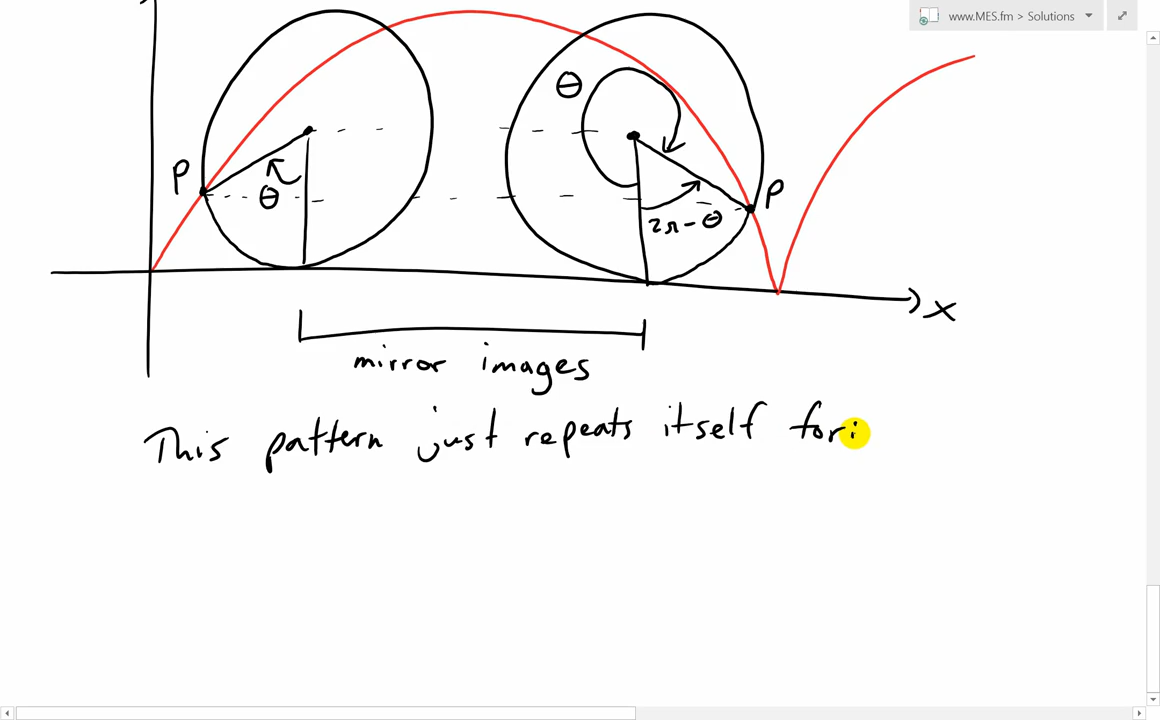 www.MES.fm > Solutions
θ
P
θ
P
2π - θ
x
mirror images
This pattern just repeats itself for